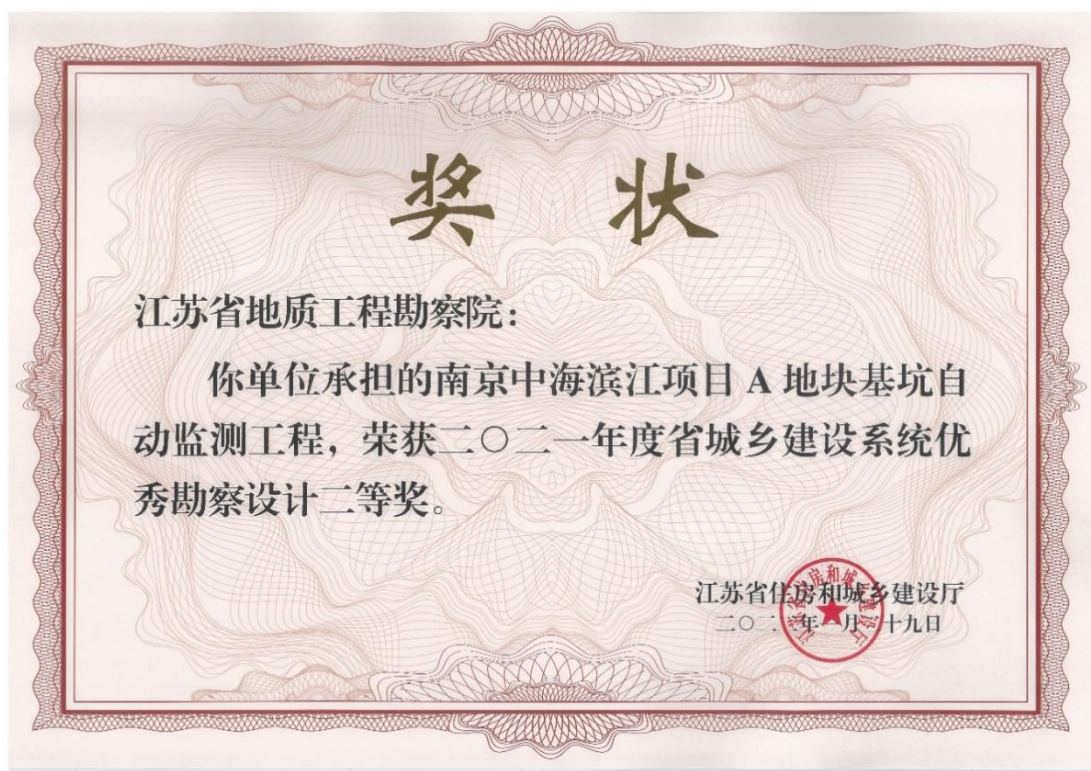 奖 状
江苏省地质工程勘察院：
你单位承担的南京中海滨江项目 A 地块基坑自
动监测工程，荣获二〇二一年度省城乡建设系统优
秀勘察设计二等奖。
江苏省住房和城乡建设厅
二〇二 年一月 十九日